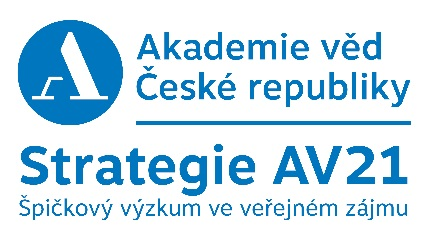 Akademie věd
České republiky
Strategie AV21
Špičkový výzkum ve veřejném zájmu